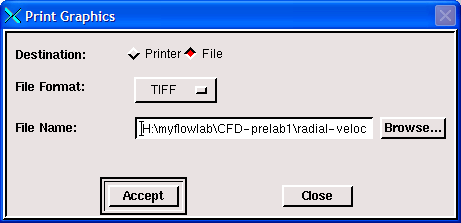 Print Graphics
Destination: Printer File
File Format: TIFF
File Name: H:\myflowlab\CFD-prelab1\radial-veloc Browse...
Accept Close